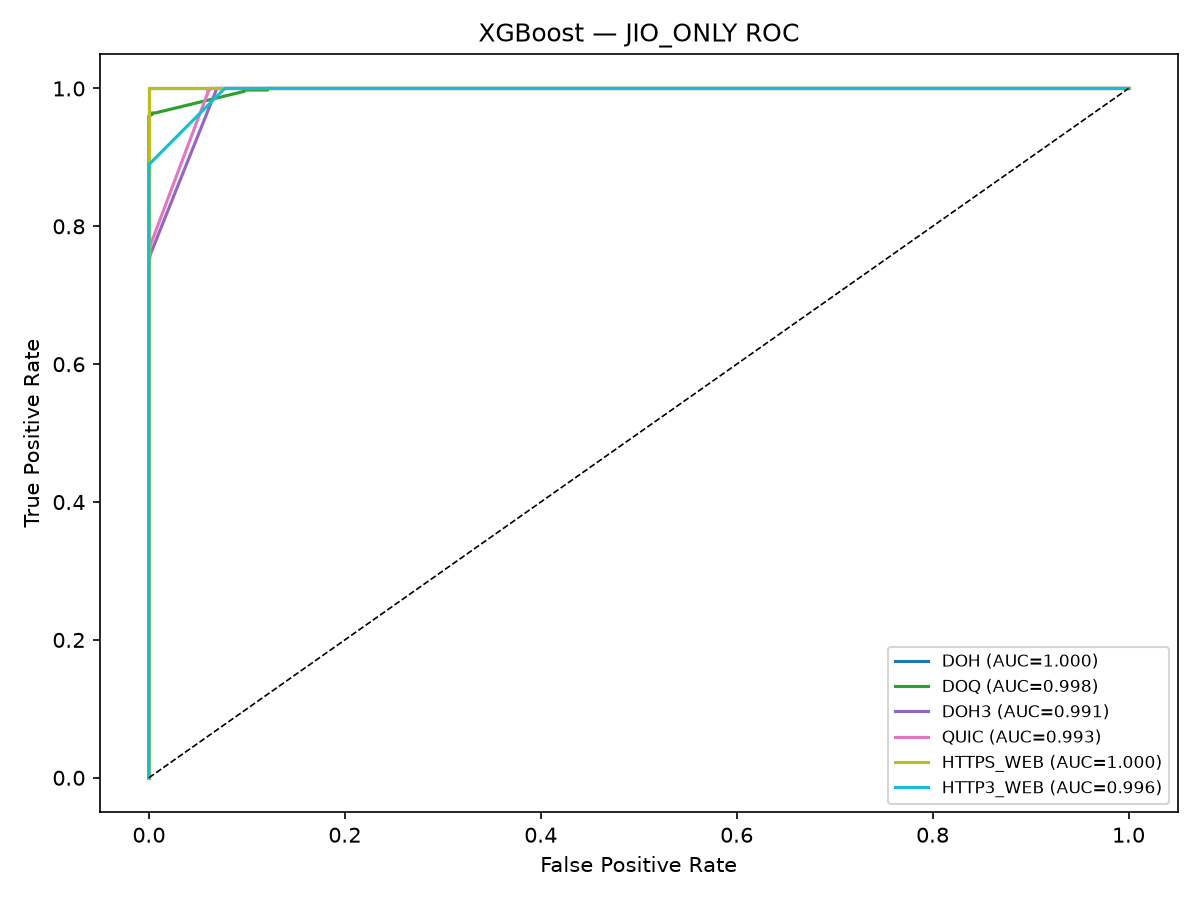 XGBoost — JIO_ONLY ROC
True Positive Rate
1.0
0.8
0.6
0.4
0.2
0.0
DOH (AUC=1.000)
DOQ (AUC=0.998)
DOH3 (AUC=0.991)
QUIC (AUC=0.993)
HTTPS_WEB (AUC=1.000)
HTTP3_WEB (AUC=0.996)
0.0 0.2 0.4 0.6 0.8 1.0
False Positive Rate